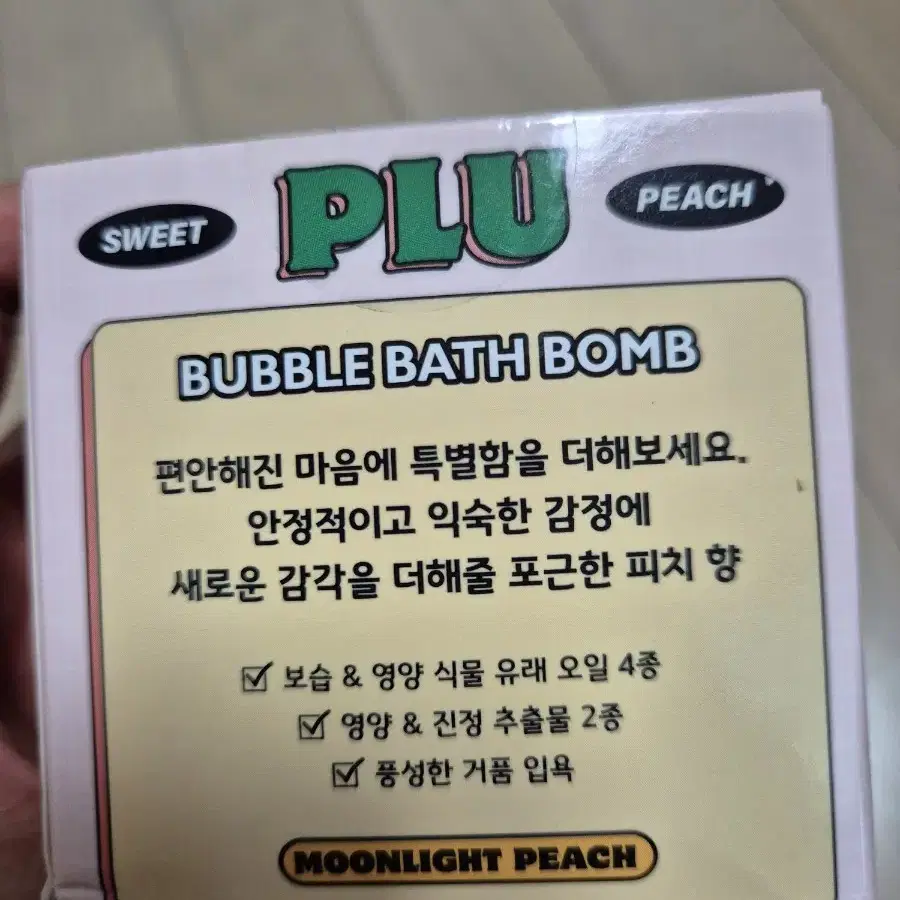 SWEET PLU PEACH
BUBBLE BATH BOMB
편안해진 마음에 특별함을 더해보세요.
안정적이고 익숙한 감정에
새로운 감각을 더해줄 포근한 피치 향
☑ 보습 & 영양 식물 유래 오일 4종
☑ 영양 & 진정 추출물 2종
☑ 풍성한 거품 입욕
MOONLIGHT PEACH